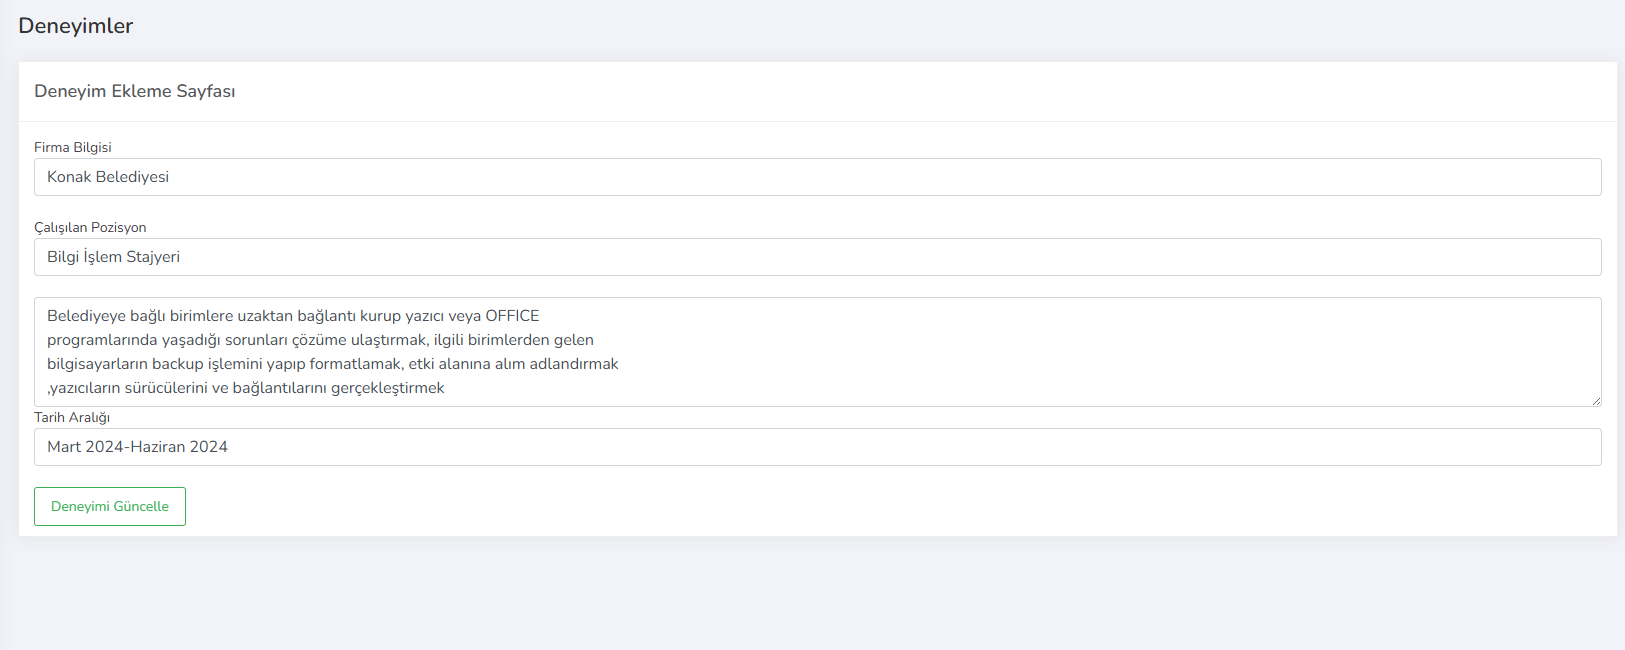 Deneyimler
Deneyim Ekleme Sayfası
Firma Bilgisi
Konak Belediyesi
Çalışılan Pozisyon
Bilgi İşlem Stajyeri
Belediyeye bağlı birimlere uzaktan bağlantı kurup yazıcı veya OFFICE
programlarında yaşadığı sorunları çözüme ulaştırmak, ilgili birimlerden gelen
bilgisayarların backup işlemini yapıp formatlamak, etki alanına alım adlandırmak
,yazıcıların sürücülerini ve bağlantılarını gerçekleştirmek
Tarih Aralığı
Mart 2024-Haziran 2024
Deneyimi Güncelle